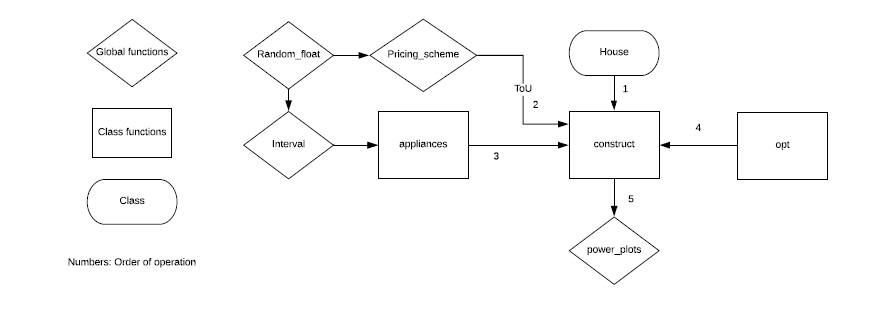 Global functions
Class functions
Class
Numbers: Order of operation
Random_float
Pricing_scheme
House
ToU
1
2
Interval
appliances
3
construct
4
opt
5
power_plots